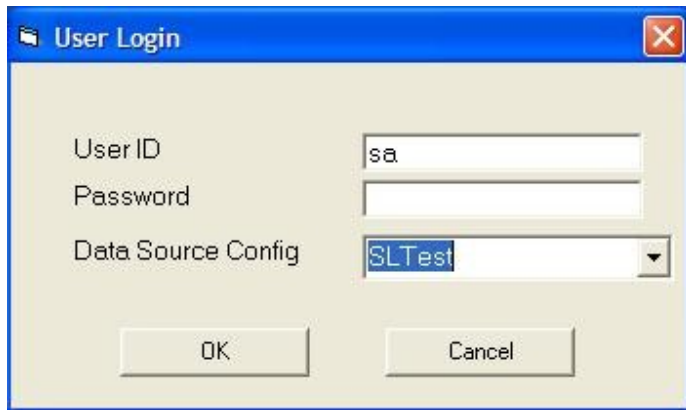 User Login
User ID sa
Password
Data Source Config SLTest
OK Cancel